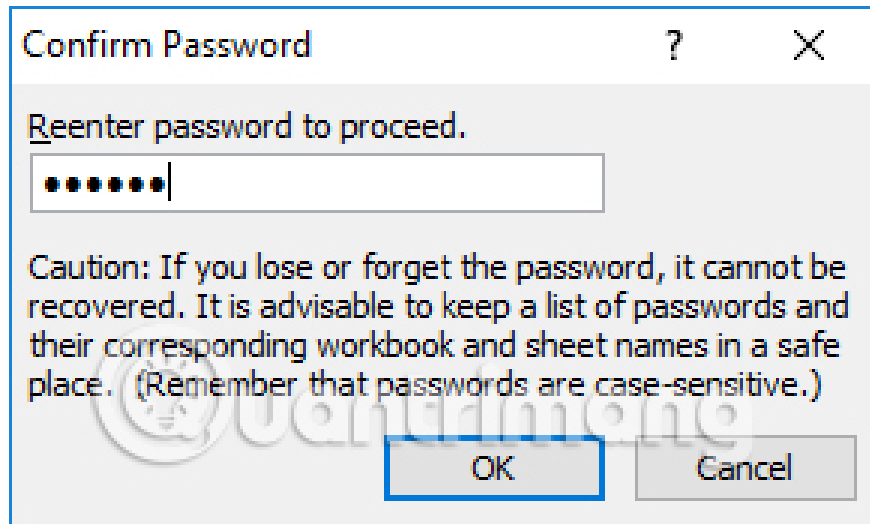 Confirm Password ?
Reenter password to proceed.
••••••
Caution: If you lose or forget the password, it cannot be
recovered. It is advisable to keep a list of passwords and
their corresponding workbook and sheet names in a safe
place. (Remember that passwords are case-sensitive.)
Quantrimang
OK Cancel